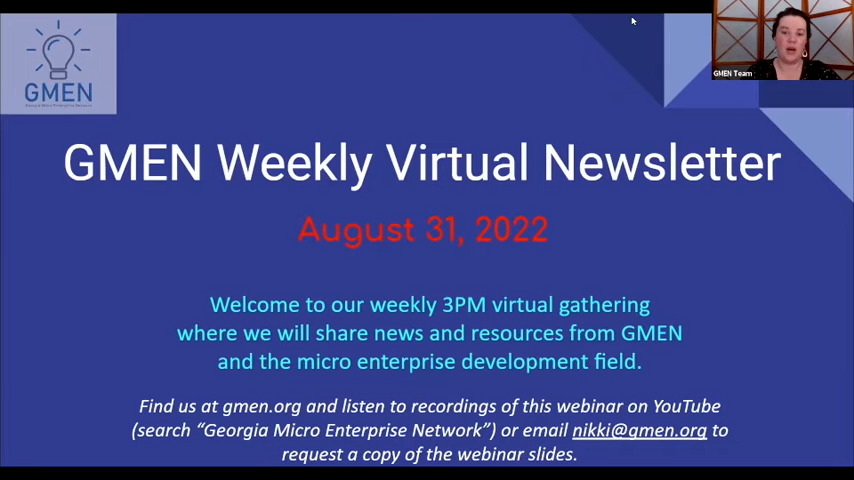 GMEN Team
GMEN
GMEN Weekly Virtual Newsletter
August 31, 2022
Welcome to our weekly 3PM virtual gathering
where we will share news and resources from GMEN
and the micro enterprise development field.
Find us at gmen.org and listen to recordings of this webinar on YouTube
(search “Georgia Micro Enterprise Network”) or email nikki@gmen.org to
request a copy of the webinar slides.